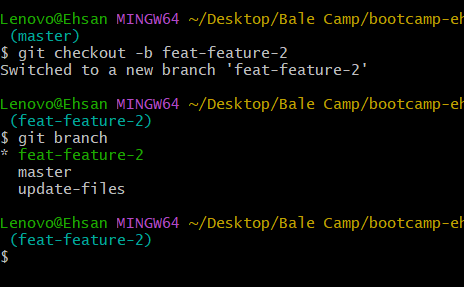 Lenovo@Ehsan MINGW64 ~/Desktop/Bale Camp/bootcamp-eh
(master)
$ git checkout -b feat-feature-2
Switched to a new branch 'feat-feature-2'
Lenovo@Ehsan MINGW64 ~/Desktop/Bale Camp/bootcamp-eh
(feat-feature-2)
$ git branch
* feat-feature-2
master
update-files
Lenovo@Ehsan MINGW64 ~/Desktop/Bale Camp/bootcamp-eh
(feat-feature-2)
$